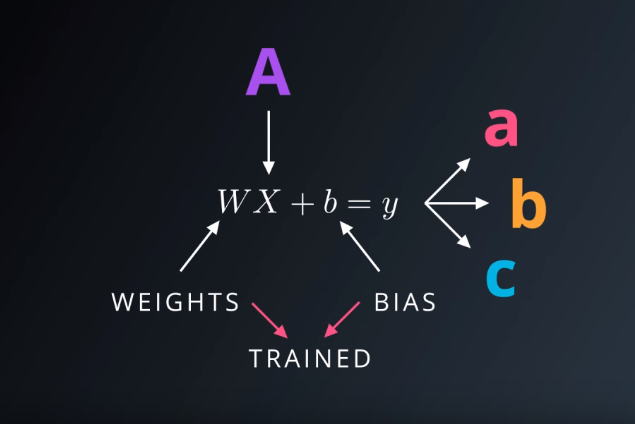 A
WX + b = y
a
b
c
WEIGHTS
BIAS
TRAINED